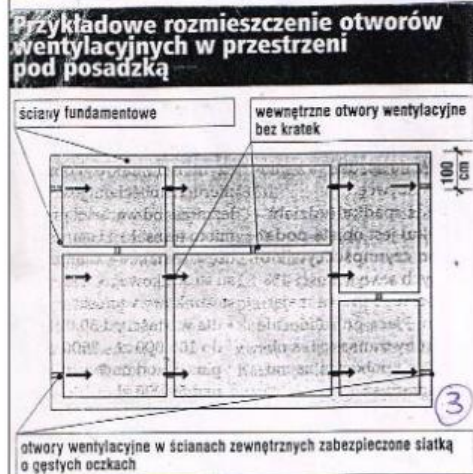 Przykładowe rozmieszczenie otworów
wentylacyjnych w przestrzeni
pod posadzką
ściany fundamentowe
wewnętrzne otwory wentylacyjne
bez kratek
100
cm
3
otwory wentylacyjne w ścianach zewnętrznych zabezpieczone siatką
o gęstych oczkach